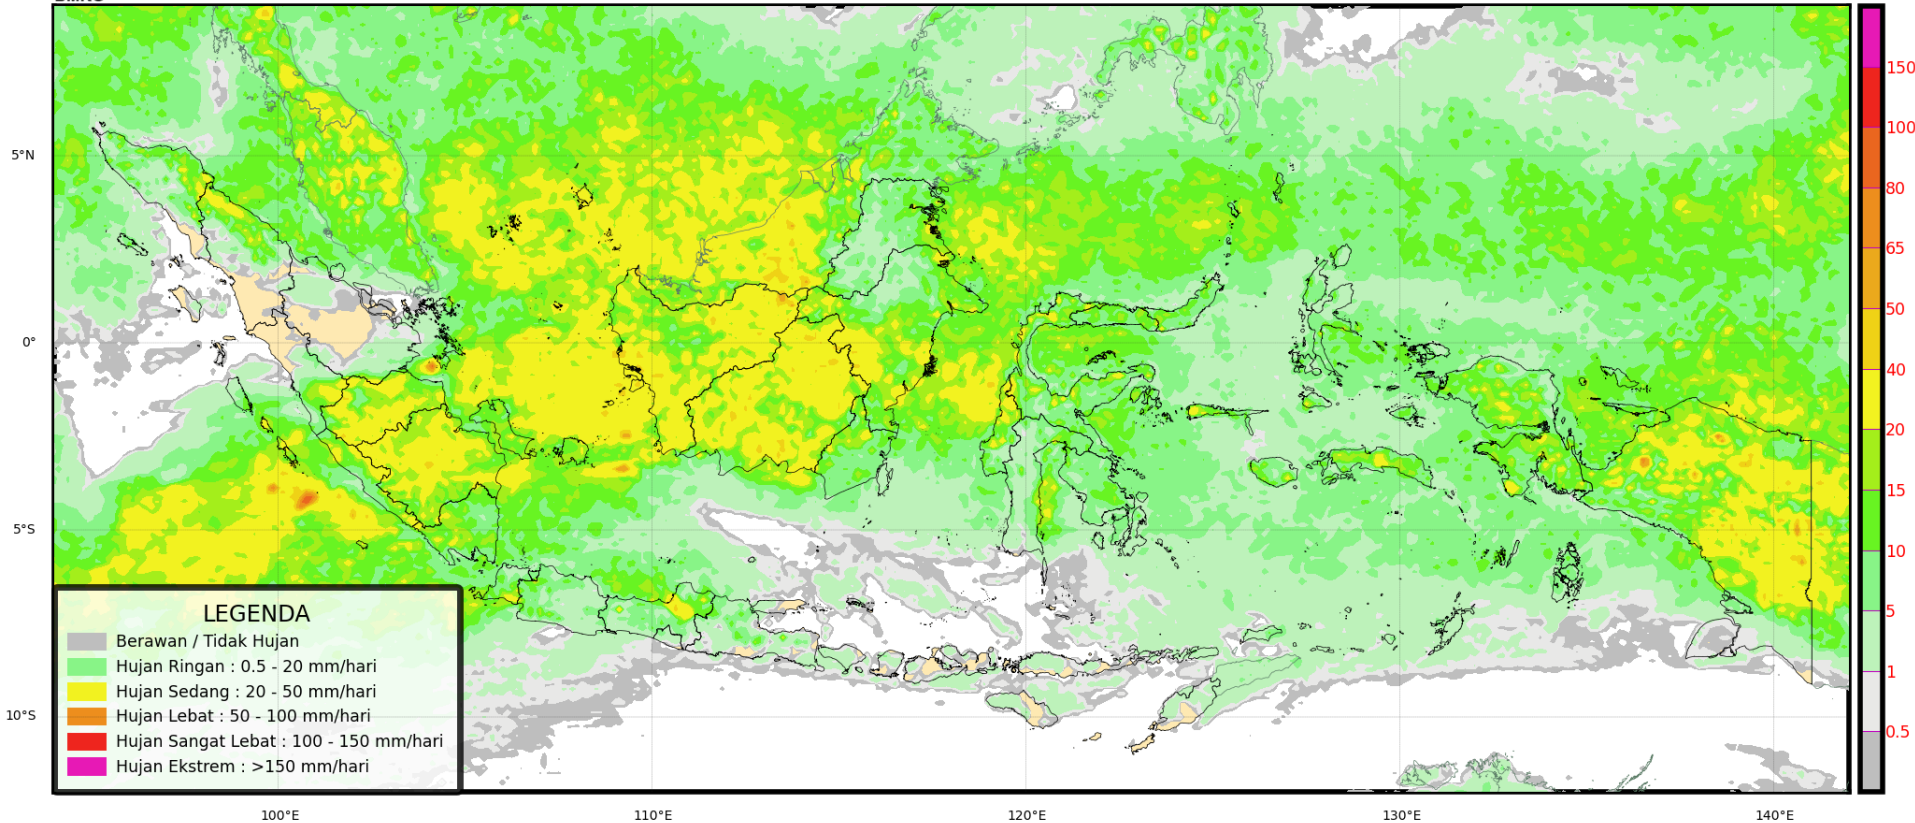 5°N
0°
5°S
10°S
100°E
110°E
120°E
130°E
140°E
LEGENDA
Berawan / Tidak Hujan
Hujan Ringan : 0.5 - 20 mm/hari
Hujan Sedang : 20 - 50 mm/hari
Hujan Lebat : 50 - 100 mm/hari
Hujan Sangat Lebat : 100 - 150 mm/hari
Hujan Ekstrem : >150 mm/hari
150
100
80
65
50
40
20
15
10
5
1
0.5